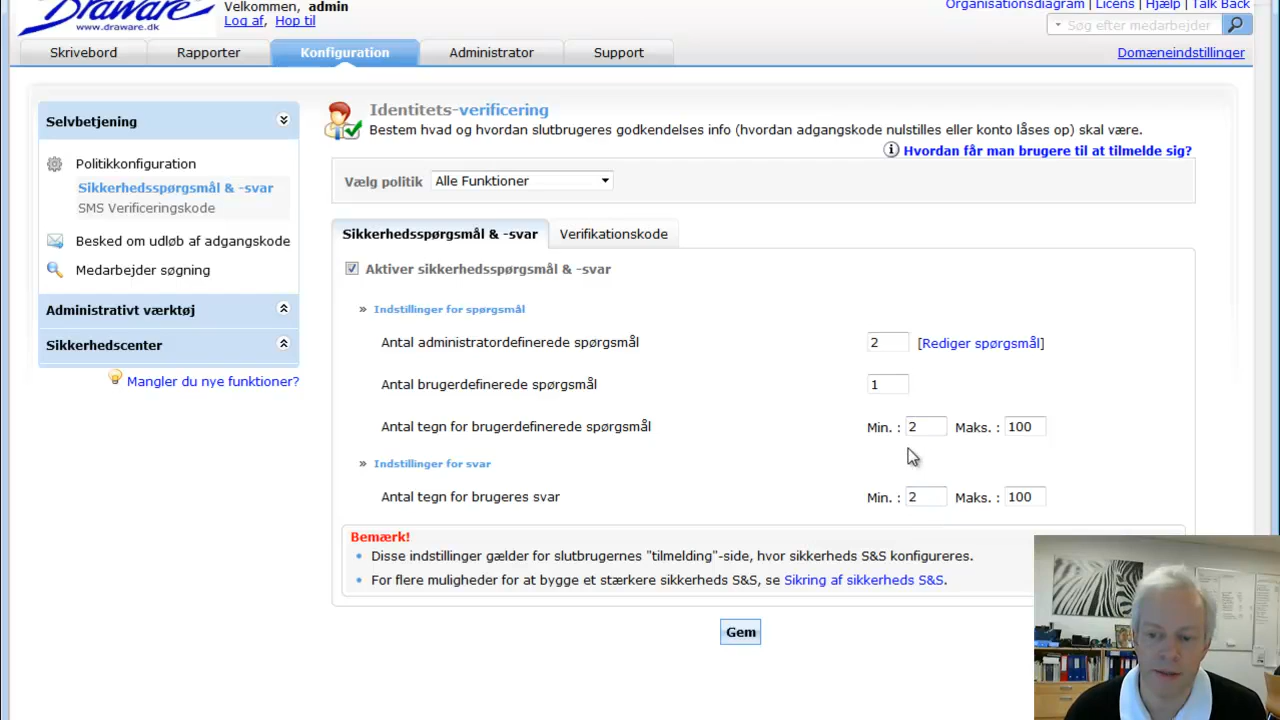 Draware
www.draware.dk
Velkommen, admin
Log af, Hop til
Organisationsdiagram | Licens | Hjælp | Talk Back
Søg efter medarbejder
Skrivebord Rapporter Konfiguration Administrator Support
Domæneindstillinger
Selvbetjening
Politikkonfiguration
Sikkerhedsspørgsmål & -svar
SMS Verificeringskode
Besked om udløb af adgangskode
Medarbejder søgning
Administrativt værktøj
Sikkerhedscenter
Mangler du nye funktioner?
Identitets-verificering
Bestem hvad og hvordan slutbrugeres godkendelses info (hvordan adgangskode nulstilles eller konto låses op) skal være.
Hvordan får man brugere til at tilmelde sig?
Vælg politik Alle Funktioner
Sikkerhedsspørgsmål & -svar Verifikationskode
Aktiver sikkerhedsspørgsmål & -svar
» Indstillinger for spørgsmål
Antal administratordefinerede spørgsmål 2 [Rediger spørgsmål]
Antal brugerdefinerede spørgsmål 1
Antal tegn for brugerdefinerede spørgsmål Min. : 2 Maks. : 100
» Indstillinger for svar
Antal tegn for brugeres svar Min. : 2 Maks. : 100
Bemærk!
• Disse indstillinger gælder for slutbrugernes "tilmelding"-side, hvor sikkerheds S&S konfigureres.
• For flere muligheder for at bygge et stærkere sikkerheds S&S, se Sikring af sikkerheds S&S.
Gem